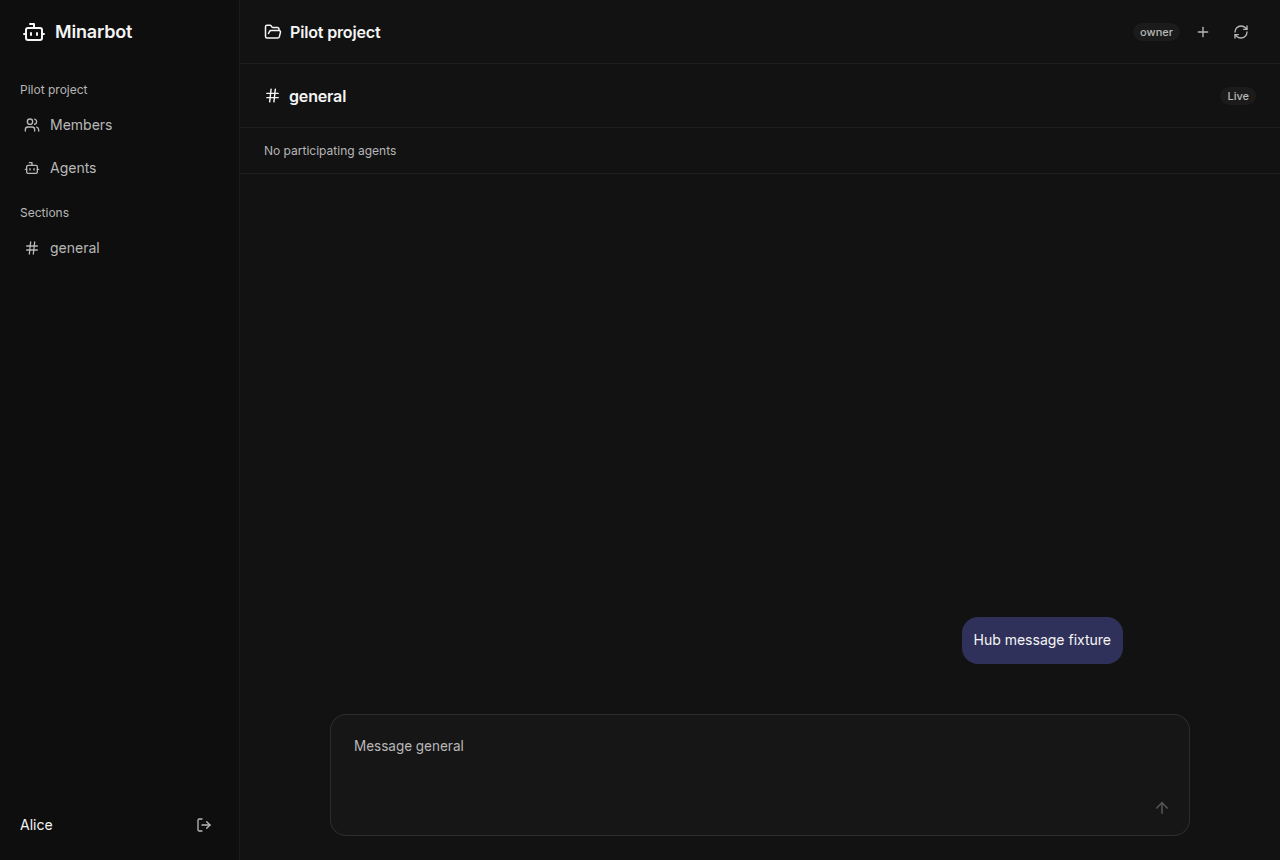 Minarbot
Pilot project
Members
Agents
Sections
general
Alice
Pilot project
owner
general
Live
No participating agents
Hub message fixture
Message general